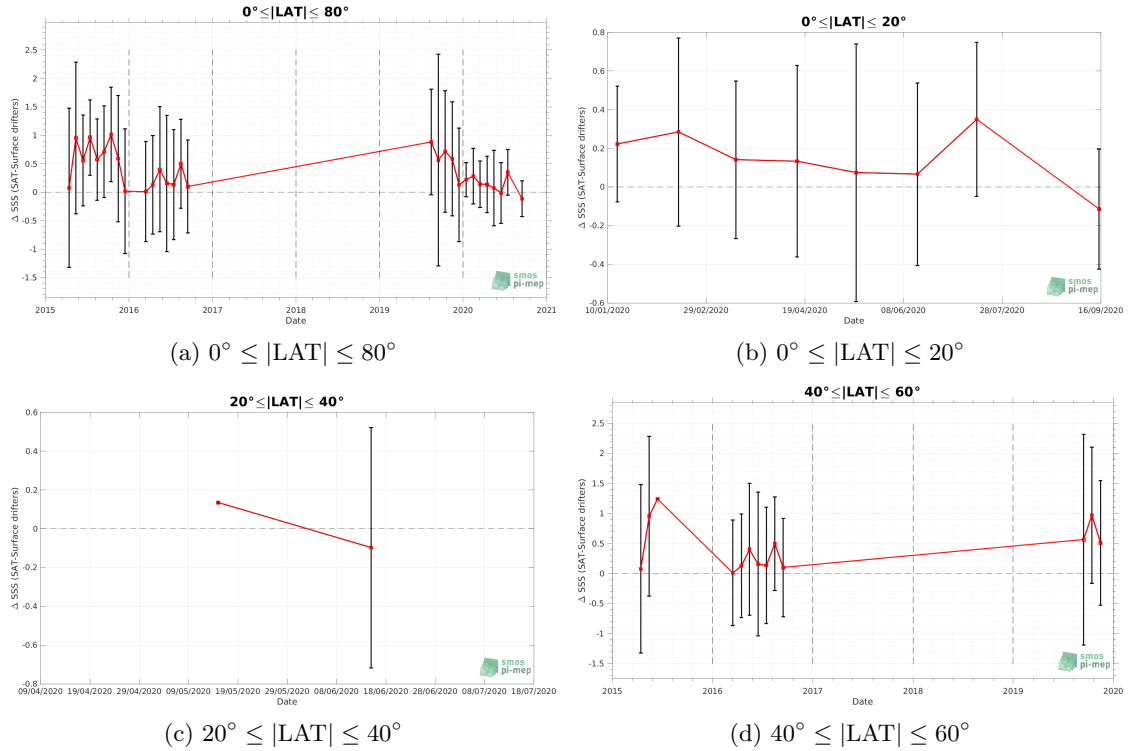 0°≤|LAT|≤ 80°
Δ SSS (SAT-Surface drifters)
2.5
2
1.5
1
0.5
0
-0.5
-1
-1.5
2015 2016 2017 2018 2019 2020 2021
Date
smos
pi-mep
(a) 0° ≤ |LAT| ≤ 80°
0°≤|LAT|≤ 20°
Δ SSS (SAT-Surface drifters)
0.8
0.6
0.4
0.2
0
-0.2
-0.4
-0.6
10/01/2020 29/02/2020 19/04/2020 08/06/2020 28/07/2020 16/09/2020
Date
smos
pi-mep
(b) 0° ≤ |LAT| ≤ 20°
20°≤|LAT|≤ 40°
Δ SSS (SAT-Surface drifters)
0.6
0.4
0.2
0
-0.2
-0.4
-0.6
-0.8
09/04/2020 19/04/2020 29/04/2020 09/05/2020 19/05/2020 29/05/2020 08/06/2020 18/06/2020 28/06/2020 08/07/2020 18/07/2020
Date
smos
pi-mep
(c) 20° ≤ |LAT| ≤ 40°
40°≤|LAT|≤ 60°
Δ SSS (SAT-Surface drifters)
2.5
2
1.5
1
0.5
0
-0.5
-1
-1.5
2015 2016 2017 2018 2019 2020
Date
smos
pi-mep
(d) 40° ≤ |LAT| ≤ 60°